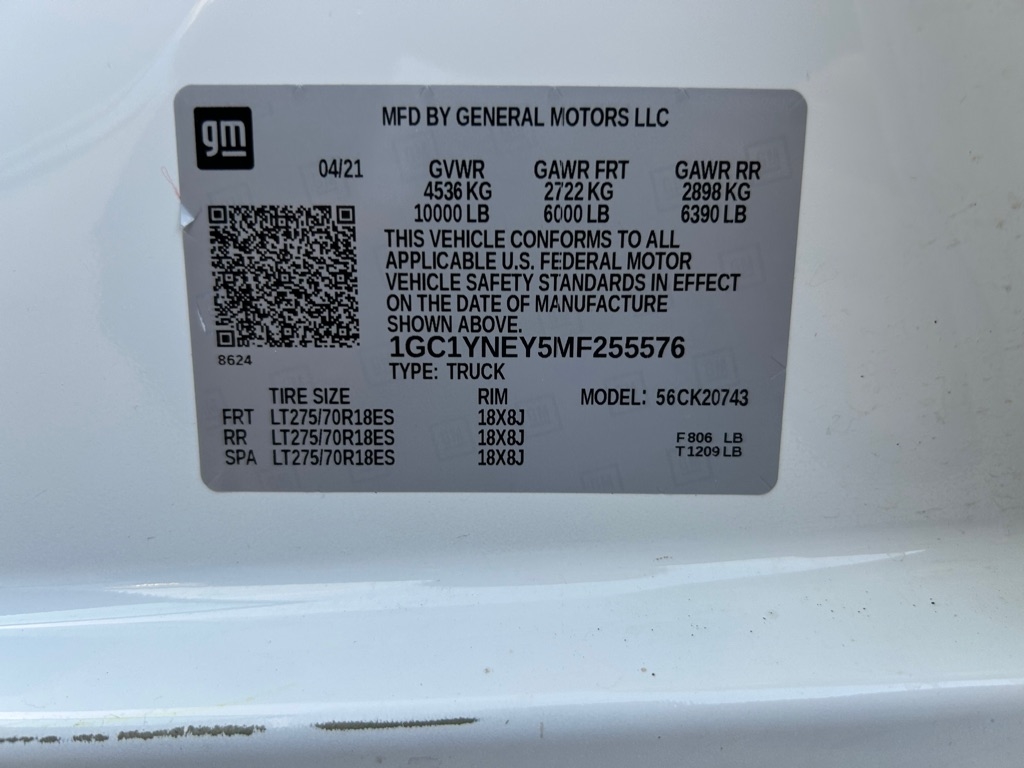 gm
MFD BY GENERAL MOTORS LLC
04/21 GVWR GAWR FRT GAWR RR
4536 KG 2722 KG 2898 KG
10000 LB 6000 LB 6390 LB
THIS VEHICLE CONFORMS TO ALL
APPLICABLE U.S. FEDERAL MOTOR
VEHICLE SAFETY STANDARDS IN EFFECT
ON THE DATE OF MANUFACTURE
SHOWN ABOVE.
8624
1GC1YNEY5MF255576
TYPE: TRUCK
TIRE SIZE RIM MODEL: 56CK20743
FRT LT275/70R18ES 18X8J
RR LT275/70R18ES 18X8J F 806 LB
SPA LT275/70R18ES 18X8J T 1209 LB